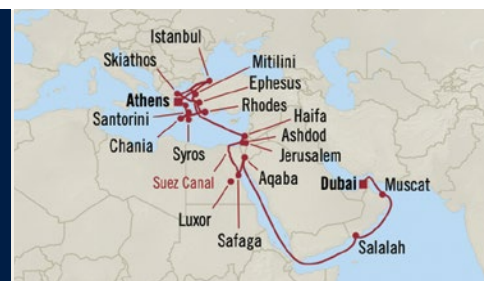 Istanbul
Skiathos
Mitilini
Ephesus
Athens
Rhodes
Santorini
Haifa
Ashdod
Chania
Syros
Jerusalem
Suez Canal
Aqaba
Dubai
Muscat
Luxor
Safaga
Salalah